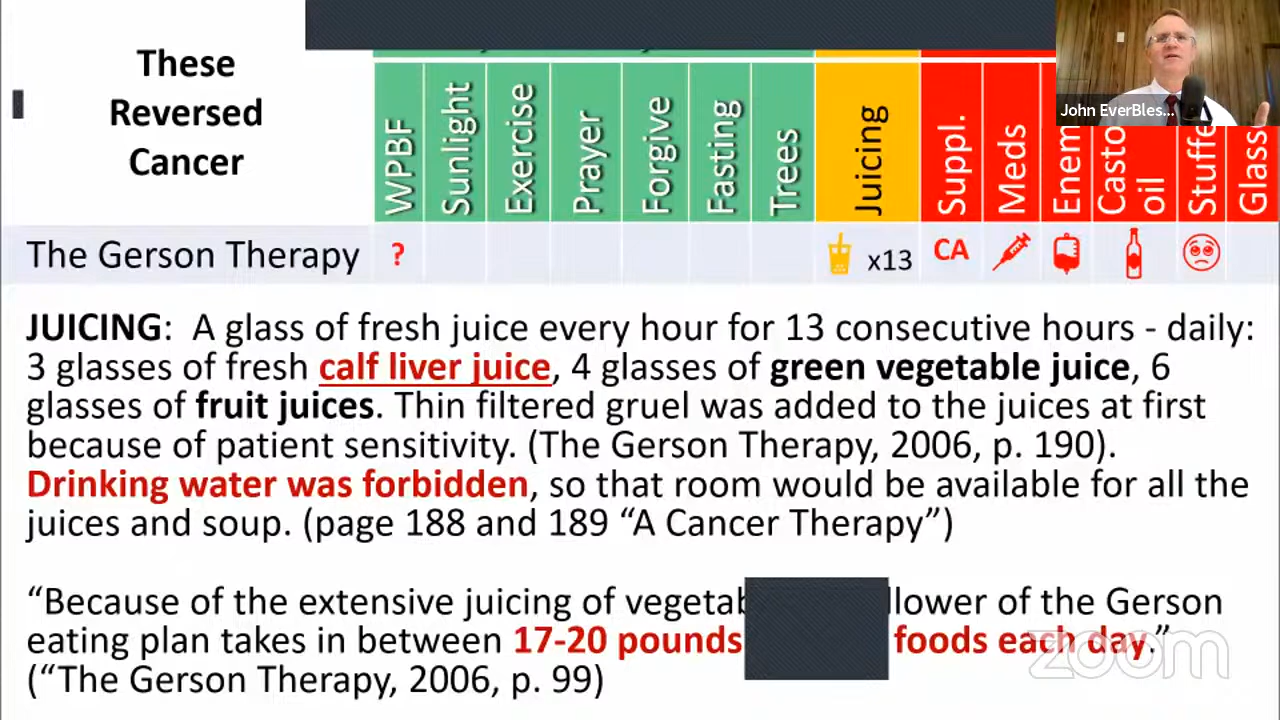 These
Reversed
Cancer
WPBF
Sunlight
Exercise
Prayer
Forgive
Fasting
Trees
Juicing
Suppl.
Meds
Enem
Casto
oil
Stuffe
Glass
John EverBles...
The Gerson Therapy ? x13 CA
JUICING: A glass of fresh juice every hour for 13 consecutive hours - daily:
3 glasses of fresh calf liver juice, 4 glasses of green vegetable juice, 6
glasses of fruit juices. Thin filtered gruel was added to the juices at first
because of patient sensitivity. (The Gerson Therapy, 2006, p. 190).
Drinking water was forbidden, so that room would be available for all the
juices and soup. (page 188 and 189 “A Cancer Therapy”)
“Because of the extensive juicing of vegetab llower of the Gerson
eating plan takes in between 17-20 pounds foods each day.”
(“The Gerson Therapy, 2006, p. 99)
zoom